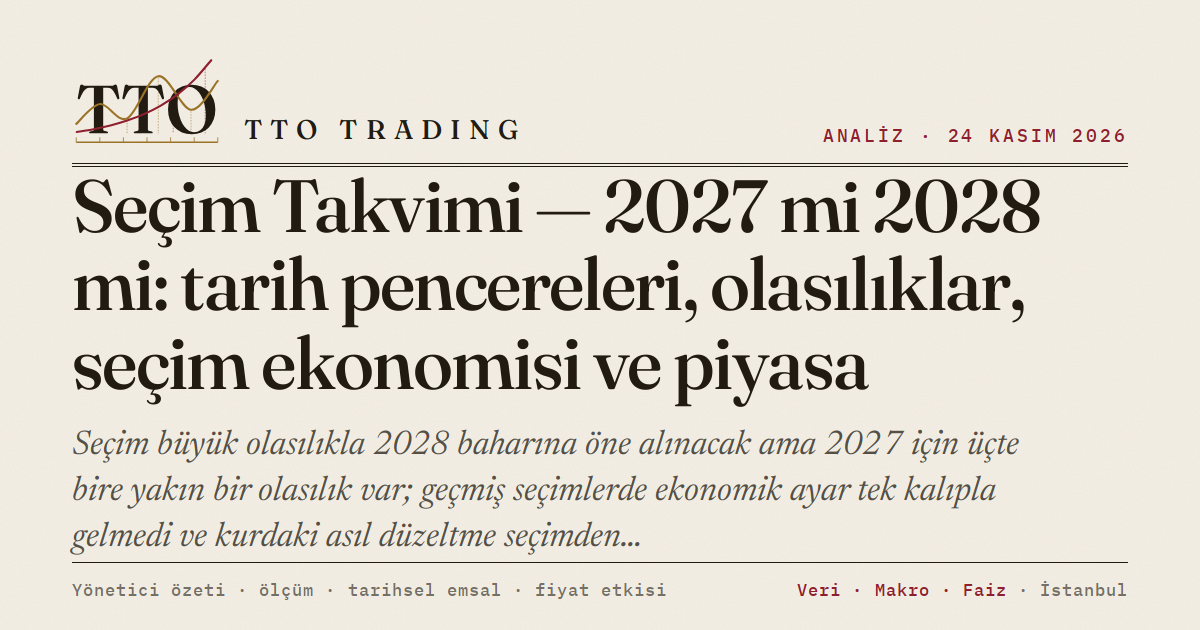 TTO
TTO TRADING
ANALİZ · 24 KASIM 2026
Seçim Takvimi — 2027 mi 2028
mi: tarih pencereleri, olasılıklar,
seçim ekonomisi ve piyasa
Seçim büyük olasılıkla 2028 baharına öne alınacak ama 2027 için üçte
bire yakın bir olasılık var; geçmiş seçimlerde ekonomik ayar tek kalıpla
gelmedi ve kurdaki asıl düzeltme seçimden...
Yönetici özeti · ölçüm · tarihsel emsal · fiyat etkisi
Veri · Makro · Faiz · İstanbul